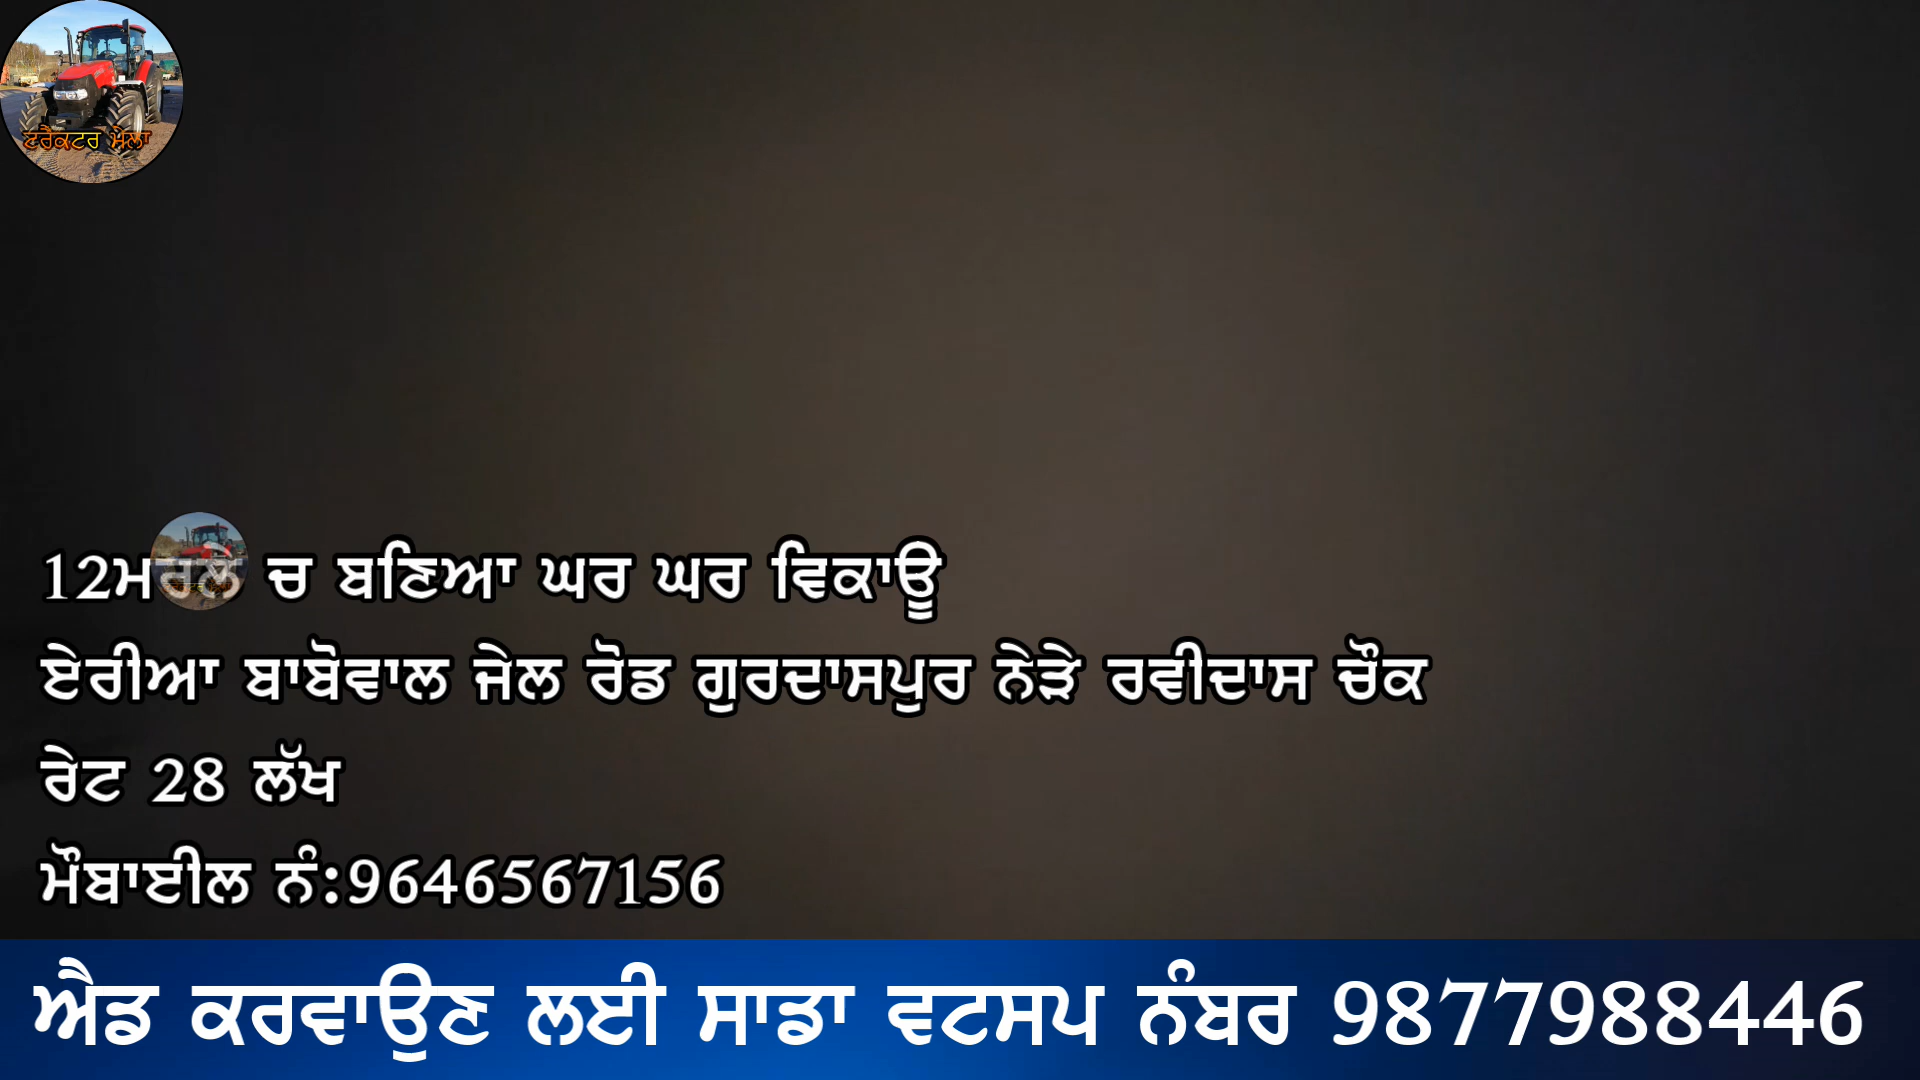 ਟਰੈਕਟਰ ਮੇਲਾ
12ਮਰਲੇ ਚ ਬਣਿਆ ਘਰ ਘਰ ਵਿਕਾਊ
ਏਰੀਆ ਬਾਬੋਵਾਲ ਜੇਲ ਰੋਡ ਗੁਰਦਾਸਪੁਰ ਨੇੜੇ ਰਵੀਦਾਸ ਚੌਕ
ਰੇਟ 28 ਲੱਖ
ਮੌਬਾਈਲ ਨੰ:9646567156
ਐਡ ਕਰਵਾਉਣ ਲਈ ਸਾਡਾ ਵਟਸਪ ਨੰਬਰ 9877988446